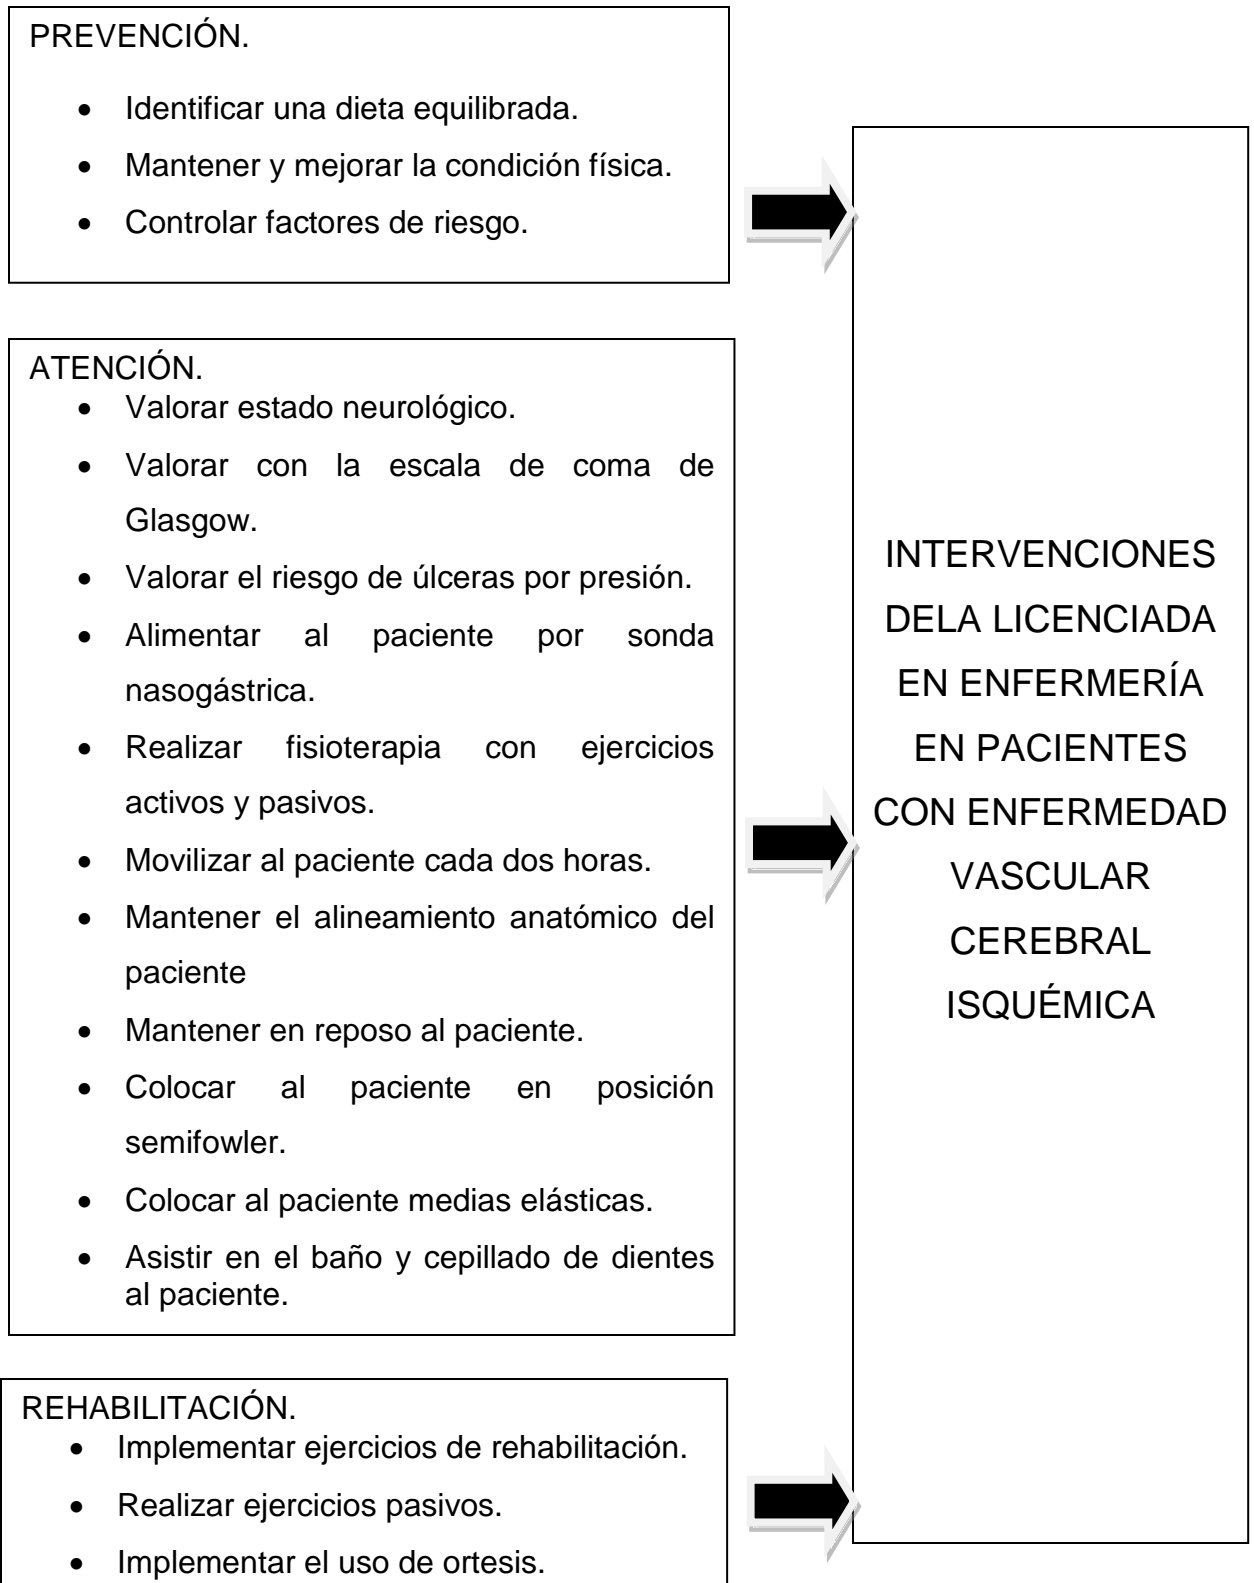 PREVENCIÓN.
• Identificar una dieta equilibrada.
• Mantener y mejorar la condición física.
• Controlar factores de riesgo.
ATENCIÓN.
• Valorar estado neurológico.
• Valorar con la escala de coma de
Glasgow.
• Valorar el riesgo de úlceras por presión.
• Alimentar al paciente por sonda
nasogástrica.
• Realizar fisioterapia con ejercicios
activos y pasivos.
• Movilizar al paciente cada dos horas.
• Mantener el alineamiento anatómico del
paciente
• Mantener en reposo al paciente.
• Colocar al paciente en posición
semifowler.
• Colocar al paciente medias elásticas.
• Asistir en el baño y cepillado de dientes
al paciente.
REHABILITACIÓN.
• Implementar ejercicios de rehabilitación.
• Realizar ejercicios pasivos.
• Implementar el uso de ortesis.
INTERVENCIONES
DELA LICENCIADA
EN ENFERMERÍA
EN PACIENTES
CON ENFERMEDAD
VASCULAR
CEREBRAL
ISQUÉMICA